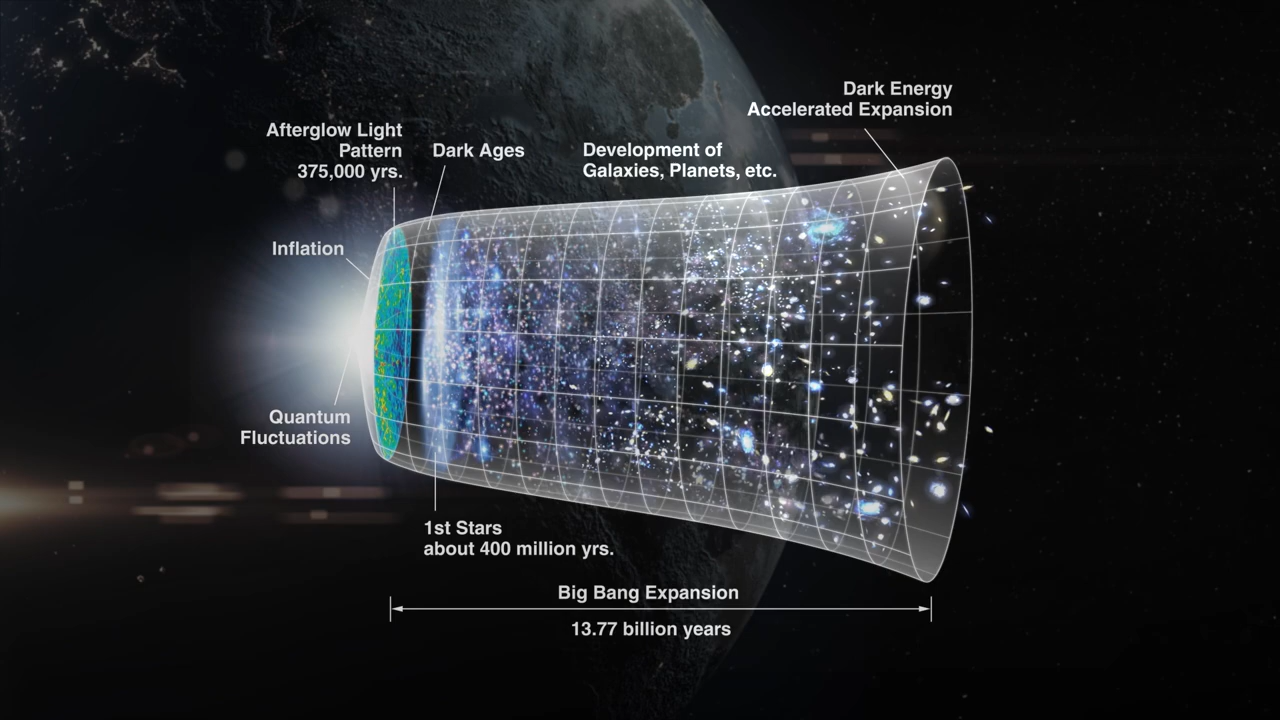 Dark Energy
Accelerated Expansion
Afterglow Light
Pattern
375,000 yrs.
Dark Ages
Development of
Galaxies, Planets, etc.
Inflation
Quantum
Fluctuations
1st Stars
about 400 million yrs.
Big Bang Expansion
13.77 billion years